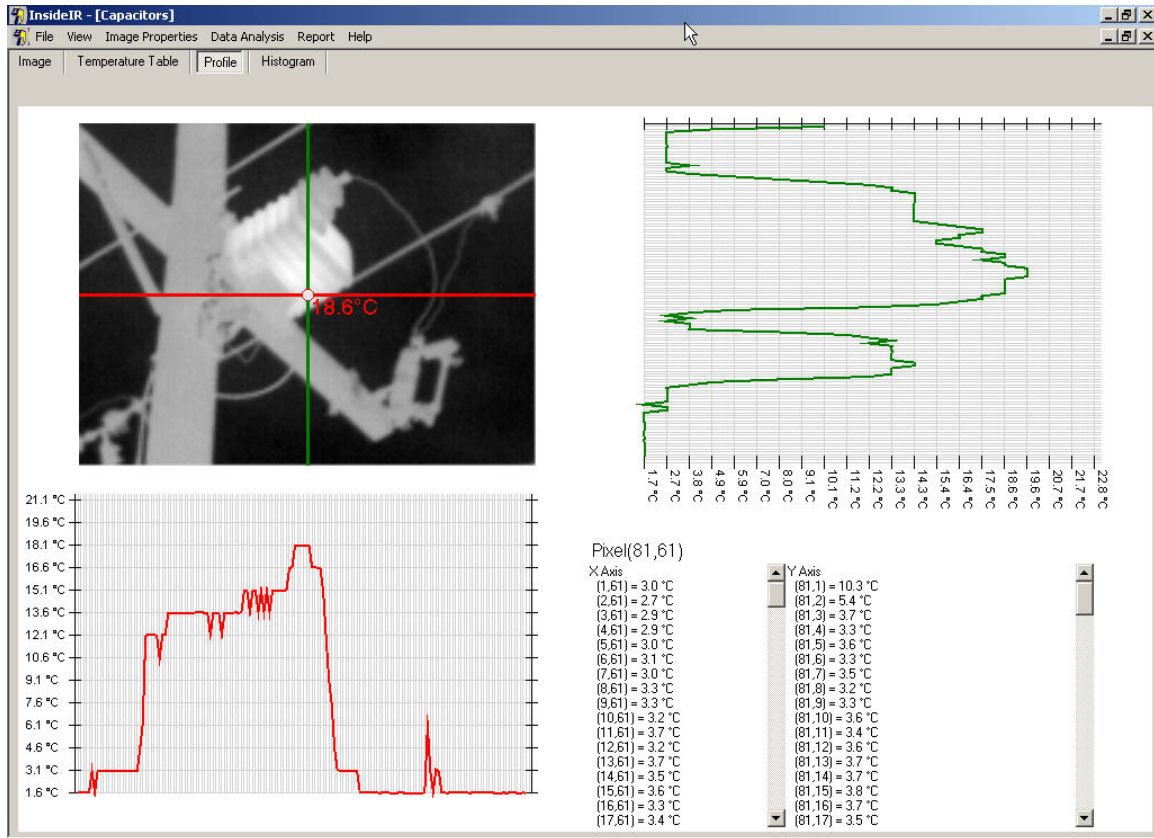 InsideIR - [Capacitors]
File View Image Properties Data Analysis Report Help
Image Temperature Table Profile Histogram
18.6°C
1.7 °C
2.7 °C
3.8 °C
4.9 °C
5.9 °C
7.0 °C
8.0 °C
9.1 °C
10.1 °C
11.2 °C
12.2 °C
13.3 °C
14.3 °C
15.4 °C
16.4 °C
17.5 °C
18.6 °C
19.6 °C
20.7 °C
21.7 °C
22.8 °C
21.1 °C
19.6 °C
18.1 °C
16.6 °C
15.1 °C
13.6 °C
12.1 °C
10.6 °C
9.1 °C
7.6 °C
6.1 °C
4.6 °C
3.1 °C
1.6 °C
Pixel(81,61)
X Axis
(1,61) = 3.0 °C
(2,61) = 2.7 °C
(3,61) = 2.9 °C
(4,61) = 2.9 °C
(5,61) = 3.0 °C
(6,61) = 3.1 °C
(7,61) = 3.0 °C
(8,61) = 3.3 °C
(9,61) = 3.3 °C
(10,61) = 3.2 °C
(11,61) = 3.7 °C
(12,61) = 3.2 °C
(13,61) = 3.7 °C
(14,61) = 3.5 °C
(15,61) = 3.6 °C
(16,61) = 3.3 °C
(17,61) = 3.4 °C
Y Axis
(81,1) = 10.3 °C
(81,2) = 5.4 °C
(81,3) = 3.7 °C
(81,4) = 3.3 °C
(81,5) = 3.6 °C
(81,6) = 3.3 °C
(81,7) = 3.5 °C
(81,8) = 3.2 °C
(81,9) = 3.3 °C
(81,10) = 3.6 °C
(81,11) = 3.4 °C
(81,12) = 3.6 °C
(81,13) = 3.7 °C
(81,14) = 3.7 °C
(81,15) = 3.8 °C
(81,16) = 3.7 °C
(81,17) = 3.5 °C